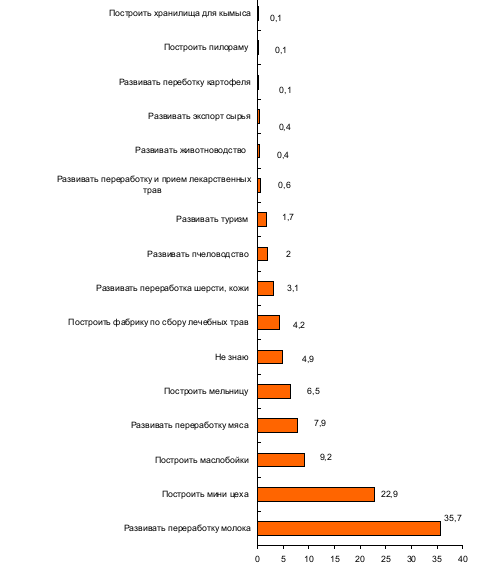 Построить хранилища для кымыса 0,1
Построить пилораму 0,1
Развивать переботку картофеля 0,1
Развивать экспорт сырья 0,4
Развивать животноводство 0,4
Развивать переработку и прием лекарственных
трав 0,6
Развивать туризм 1,7
Развивать пчеловодство 2
Развивать переработка шерсти, кожи 3,1
Построить фабрику по сбору лечебных трав 4,2
Не знаю 4,9
Построить мельницу 6,5
Развивать переработку мяса 7,9
Построить маслобойки 9,2
Построить мини цеха 22,9
Развивать переработку молока 35,7
0 5 10 15 20 25 30 35 40